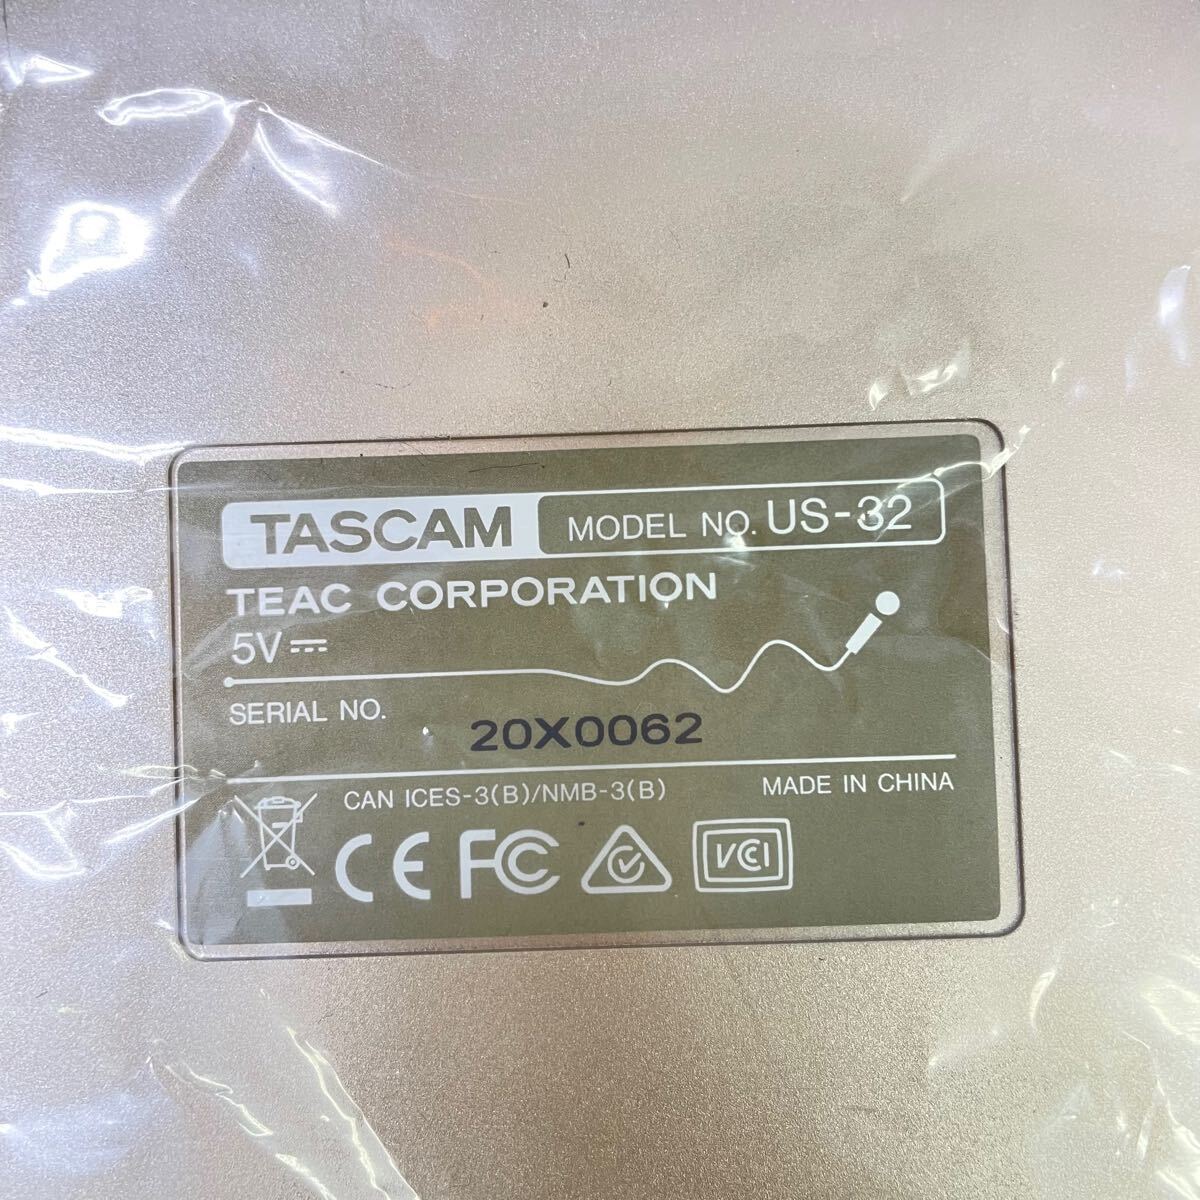 TASCAM MODEL NO. US-32
TEAC CORPORATION
5V
SERIAL NO.
20X0062
CAN ICES-3(B)/NMB-3(B) MADE IN CHINA
CE FC VCCI